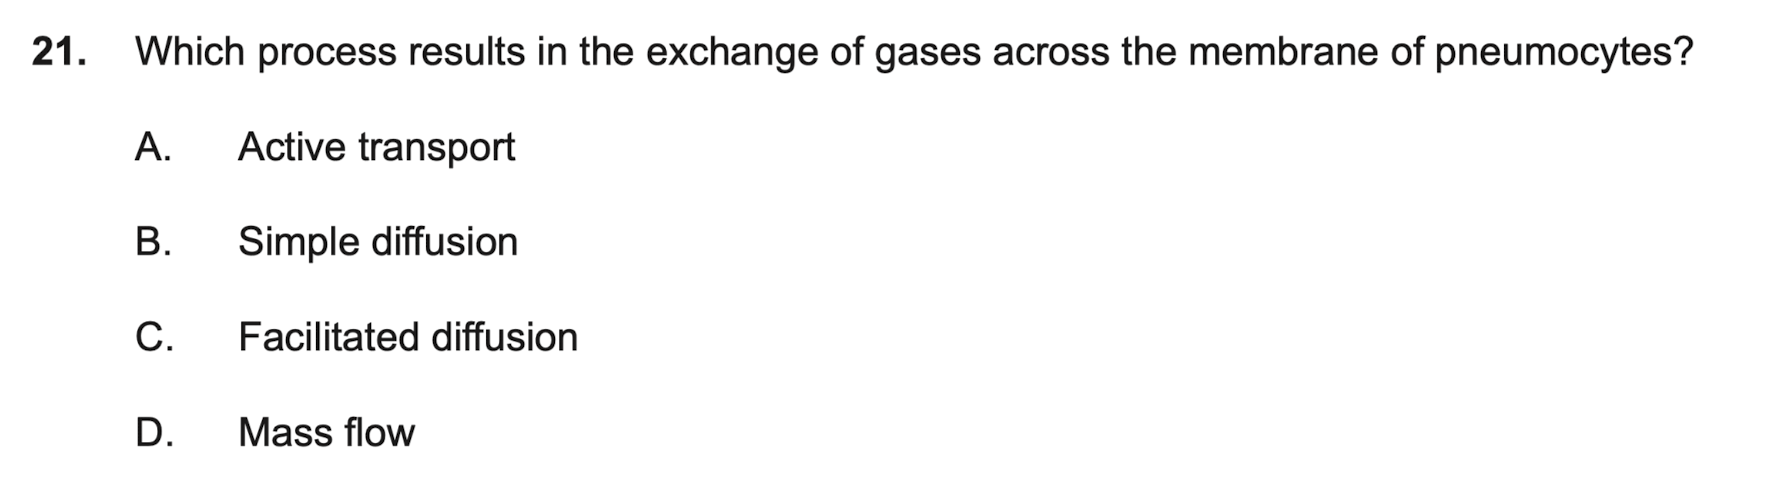 21. Which process results in the exchange of gases across the membrane of pneumocytes?
A. Active transport
B. Simple diffusion
C. Facilitated diffusion
D. Mass flow